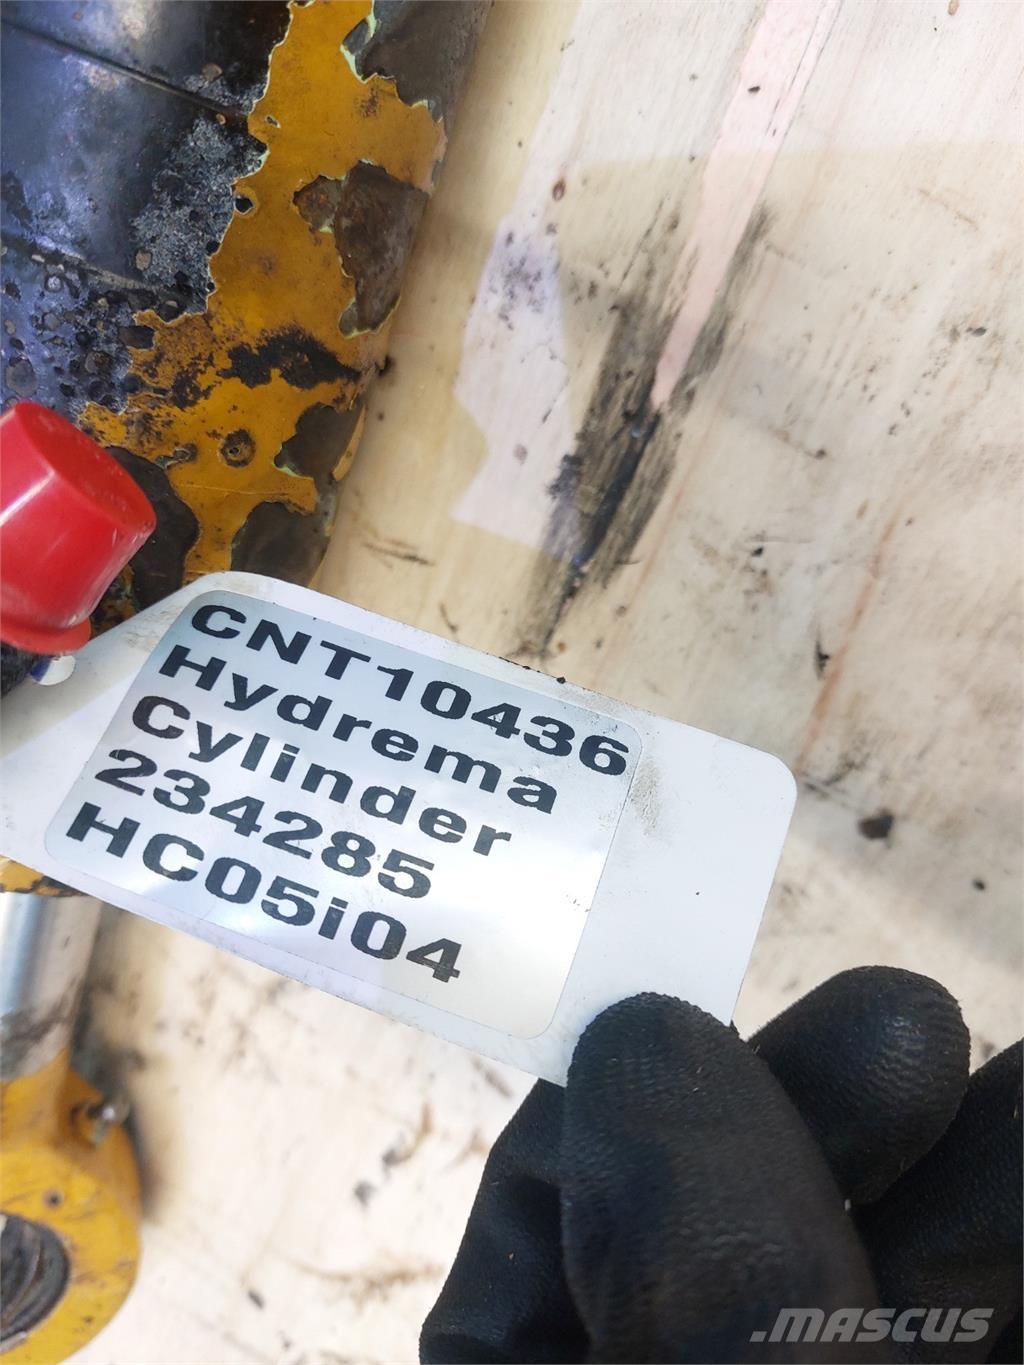 CNT10436
Hydrema
Cylinder
234285
HC05i04
.MASCUS